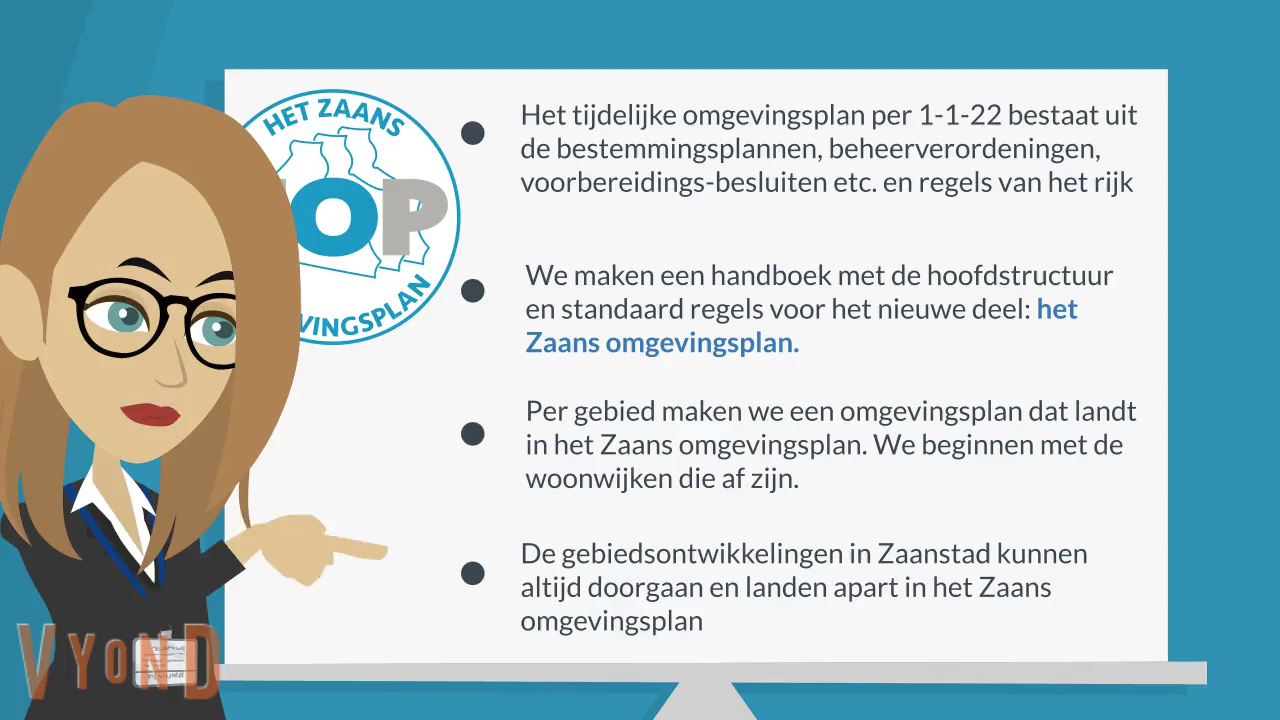 HET ZAANS
OP
VINGSPLAN
Het tijdelijke omgevingsplan per 1-1-22 bestaat uit
de bestemmingsplannen, beheerverordeningen,
voorbereidings-besluiten etc. en regels van het rijk
We maken een handboek met de hoofdstructuur
en standaard regels voor het nieuwe deel: het
Zaans omgevingsplan.
Per gebied maken we een omgevingsplan dat landt
in het Zaans omgevingsplan. We beginnen met de
woonwijken die af zijn.
De gebiedsontwikkelingen in Zaanstad kunnen
altijd doorgaan en landen apart in het Zaans
omgevingsplan
VYOND